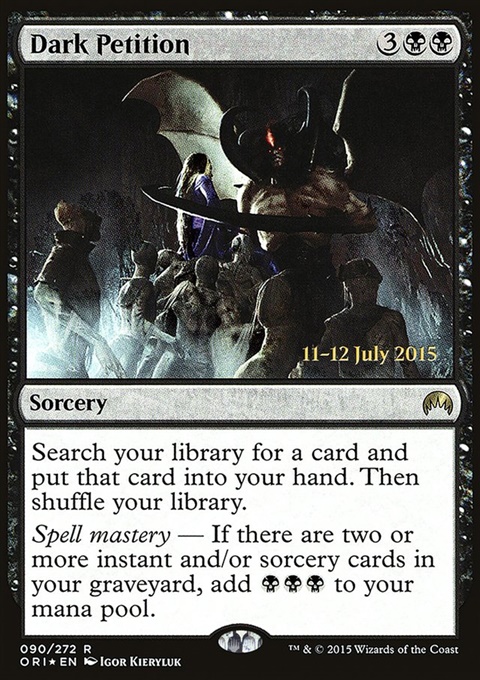 Dark Petition 3
11–12 July 2015
Sorcery
Search your library for a card and
put that card into your hand. Then
shuffle your library.
Spell mastery — If there are two or
more instant and/or sorcery cards in
your graveyard, add to your
mana pool.
090/272 R
ORI★EN Igor Kieryluk
™ & © 2015 Wizards of the Coast